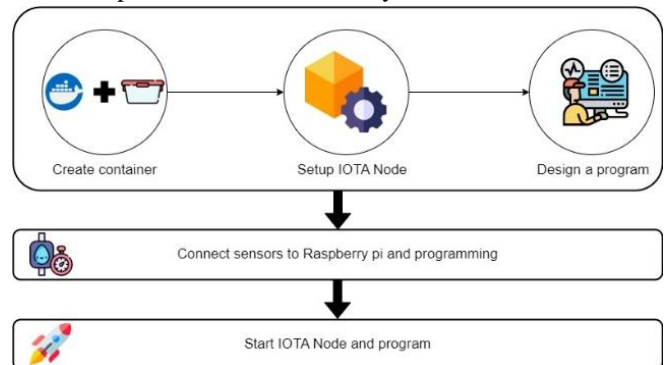 Create container
Setup IOTA Node
Design a program
Connect sensors to Raspberry pi and programming
Start IOTA Node and program